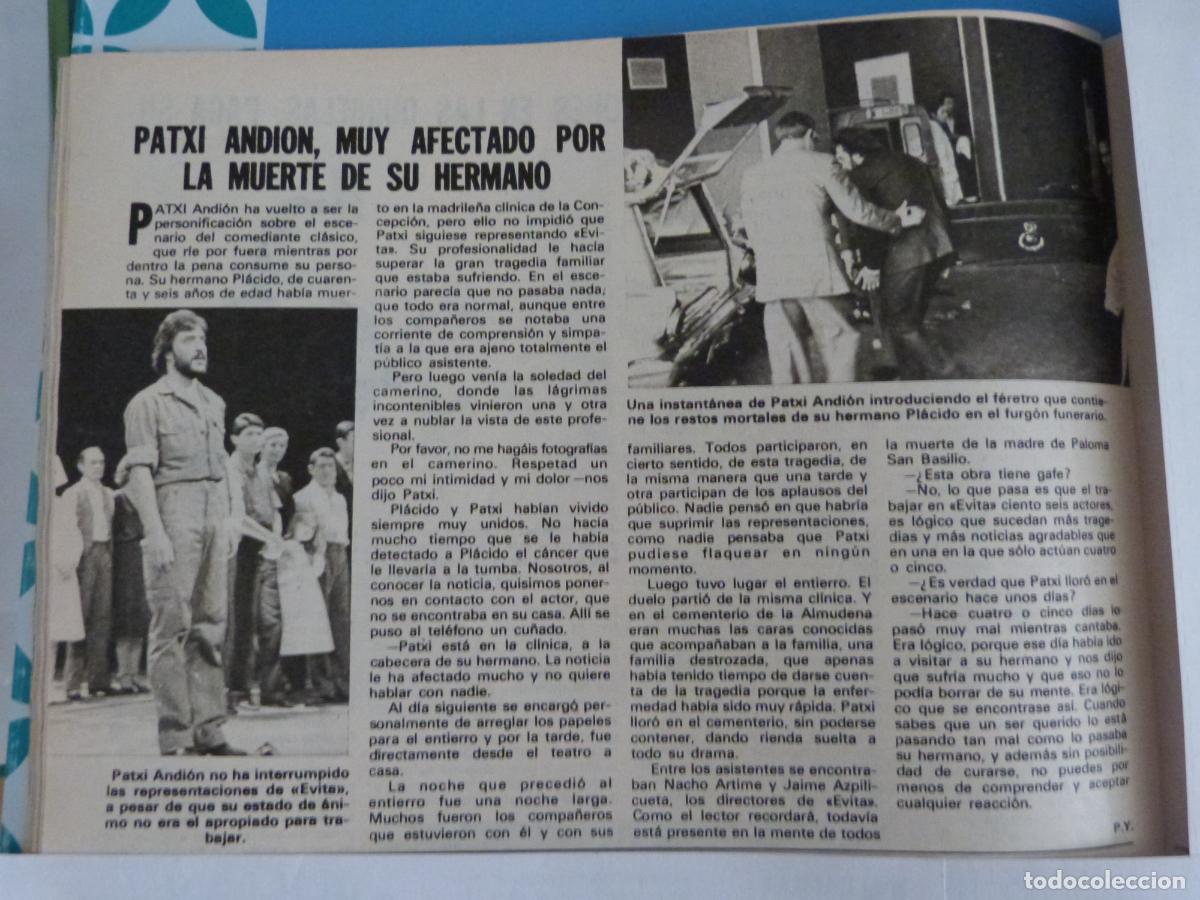 PATXI ANDION, MUY AFECTADO POR
LA MUERTE DE SU HERMANO
PATXI Andión ha vuelto a ser la
personificación sobre el esce-
nario del comediante clásico,
que ríe por fuera mientras por
dentro la pena consume su perso-
na. Su hermano Plácido, de cuaren-
ta y seis años de edad había muer-
to en la madrileña clínica de la Con-
cepción, pero ello no impidió que
Patxi siguiese representando «Evi-
ta». Su profesionalidad le hacía
superar la gran tragedia familiar
que estaba sufriendo. En el esce-
nario parecía que no pasaba nada,
que todo era normal, aunque entre
los compañeros se notaba una
corriente de comprensión y simpa-
tía a la que era ajeno totalmente el
público asistente.
Pero luego venía la soledad del
camerino, donde las lágrimas
incontenibles vinieron una y otra
vez a nublar la vista de este profe-
sional.
Por favor, no me hagáis fotografías
en el camerino. Respetad un
poco mi intimidad y mi dolor —nos
dijo Patxi.
Plácido y Patxi habían vivido
siempre muy unidos. No hacía
mucho tiempo que se le había
detectado a Plácido el cáncer que
le llevaría a la tumba. Nosotros, al
conocer la noticia, quisimos poner-
nos en contacto con el actor, que
no se encontraba en su casa. Allí se
puso al teléfono un cuñado.
—Patxi está en la clínica, a la
cabecera de su hermano. La noticia
le ha afectado mucho y no quiere
hablar con nadie.
Al día siguiente se encargó per-
sonalmente de arreglar los papeles
para el entierro y por la tarde, fue
directamente desde el teatro a
casa.
La noche que precedió al
entierro fue una noche larga.
Muchos fueron los compañeros
que estuvieron con él y con sus
Patxi Andión no ha interrumpido
las representaciones de «Evita»,
a pesar de que su estado de áni-
mo no era el apropiado para tra-
bajar.
Una instantánea de Patxi Andión introduciendo el féretro que contie-
ne los restos mortales de su hermano Plácido en el furgón funerario.
familiares. Todos participaron, en
cierto sentido, de esta tragedia, de
la misma manera que una tarde y
otra participan de los aplausos del
público. Nadie pensó en que habría
que suprimir las representaciones,
como nadie pensaba que Patxi
pudiese flaquear en ningún
momento.
Luego tuvo lugar el entierro. El
duelo partió de la misma clínica. Y
en el cementerio de la Almudena
eran muchas las caras conocidas
que acompañaban a la familia, una
familia destrozada, que apenas
había tenido tiempo de darse cuen-
ta de la tragedia porque la enfer-
medad había sido muy rápida. Patxi
lloró en el cementerio, sin poderse
contener, dando rienda suelta a
todo su drama.
Entre los asistentes se encontra-
ban Nacho Artime y Jaime Azpili-
cueta, los directores de «Evita».
Como el lector recordará, todavía
está presente en la mente de todos
la muerte de la madre de Paloma
San Basilio.
—¿Esta obra tiene gafe?
—No, lo que pasa es que el tra-
bajar en «Evita» ciento seis actores,
es lógico que sucedan más trage-
dias y más noticias agradables que
en una en la que sólo actúan cuatro
o cinco.
—¿Es verdad que Patxi lloró en el
escenario hace unos días?
—Hace cuatro o cinco días lo
pasó muy mal mientras cantaba.
Era lógico, porque ese día había ido
a visitar a su hermano y nos dijo
que sufría mucho y que eso no lo
podía borrar de su mente. Era lógi-
co que se encontrase así. Cuando
sabes que un ser querido lo está
pasando tan mal como lo pasaba
su hermano, y además sin posibili-
dad de curarse, no puedes por
menos de comprender y aceptar
cualquier reacción.
P.Y.
todocoleccion